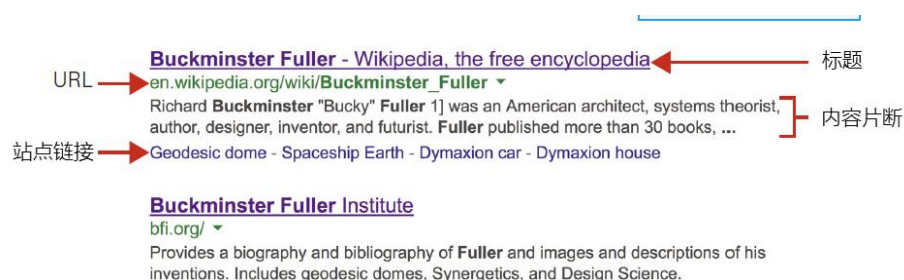 Buckminster Fuller - Wikipedia, the free encyclopedia
标题
URL
en.wikipedia.org/wiki/Buckminster_Fuller
Richard Buckminster "Bucky" Fuller 1] was an American architect, systems theorist,
author, designer, inventor, and futurist. Fuller published more than 30 books, ...
内容片断
站点链接
Geodesic dome - Spaceship Earth - Dymaxion car - Dymaxion house
Buckminster Fuller Institute
bfi.org/
Provides a biography and bibliography of Fuller and images and descriptions of his
inventions. Includes geodesic domes, Synergetics, and Design Science.